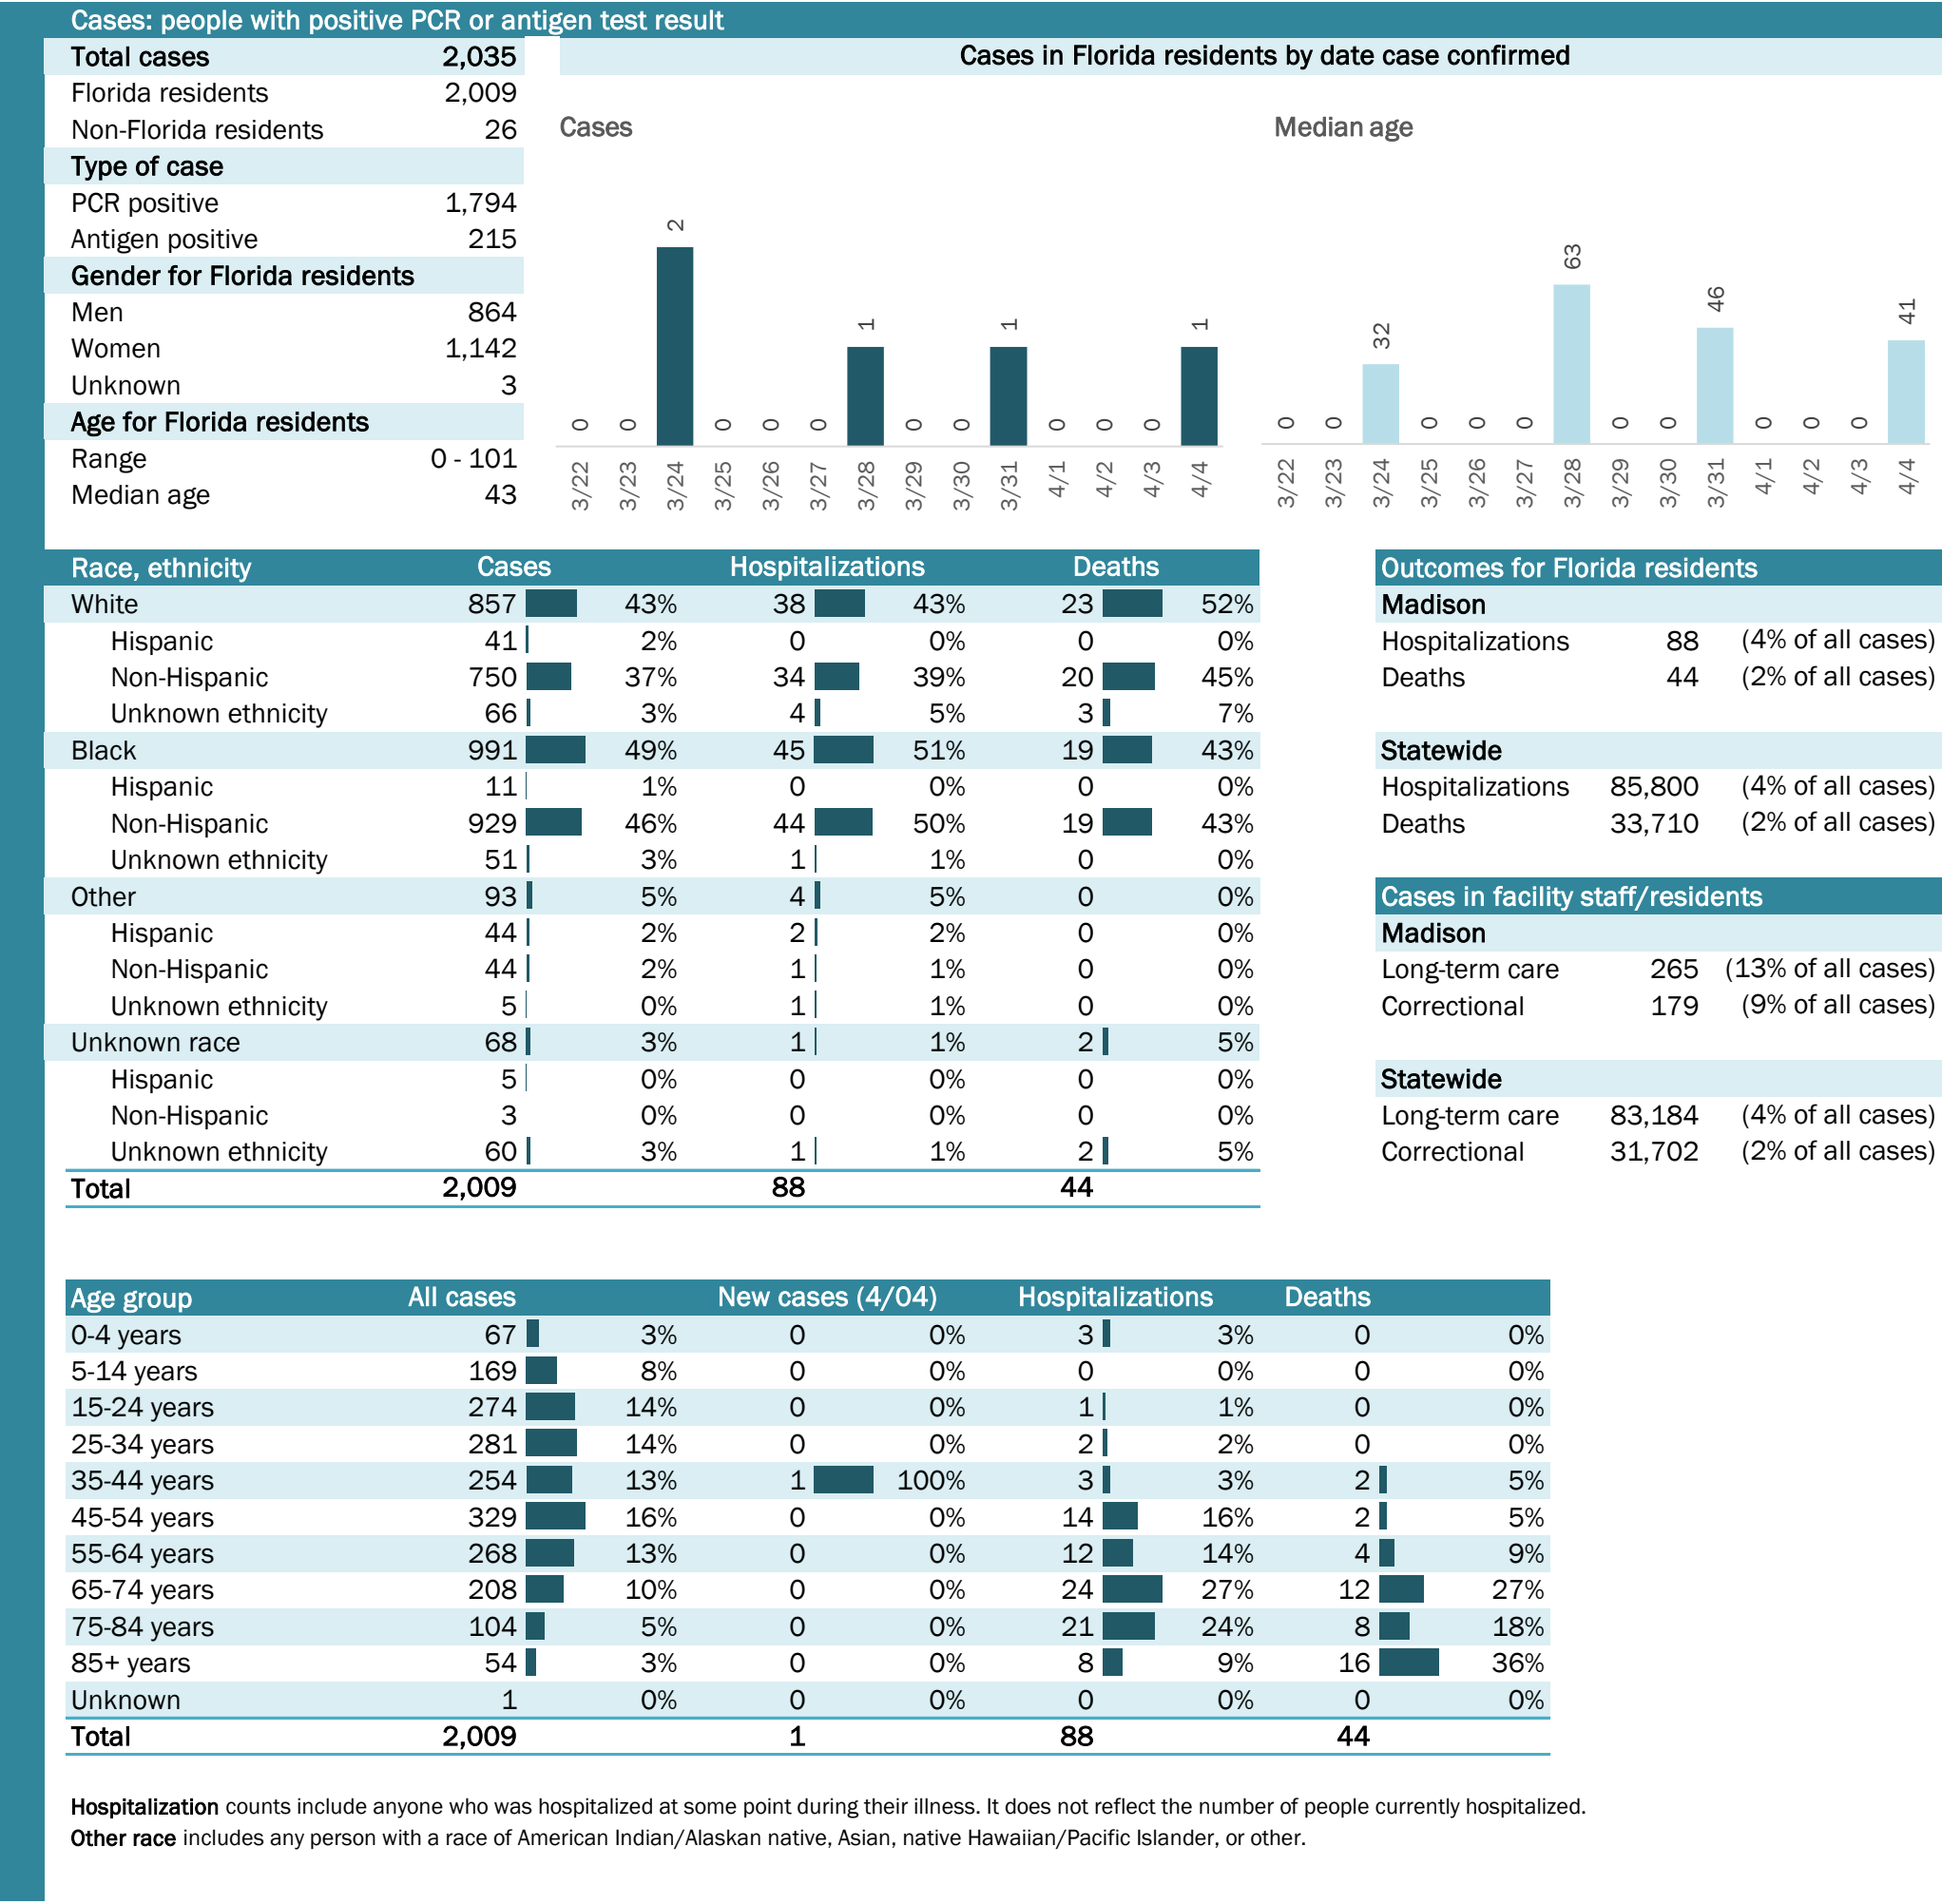 Cases: people with positive PCR or antigen test result
Total cases 2,035
Florida residents 2,009
Non-Florida residents 26
Type of case
PCR positive 1,794
Antigen positive 215
Gender for Florida residents
Men 864
Women 1,142
Unknown 3
Age for Florida residents
Range 0 - 101
Median age 43
Cases in Florida residents by date case confirmed
Cases
0 0 2 0 0 0 1 0 0 1 0 0 0 1
3/22 3/23 3/24 3/25 3/26 3/27 3/28 3/29 3/30 3/31 4/1 4/2 4/3 4/4
Median age
0 0 32 0 0 0 63 0 0 46 0 0 0 41
3/22 3/23 3/24 3/25 3/26 3/27 3/28 3/29 3/30 3/31 4/1 4/2 4/3 4/4
Race, ethnicity Cases Hospitalizations Deaths
White 857 43% 38 43% 23 52%
Hispanic 41 2% 0 0% 0 0%
Non-Hispanic 750 37% 34 39% 20 45%
Unknown ethnicity 66 3% 4 5% 3 7%
Black 991 49% 45 51% 19 43%
Hispanic 11 1% 0 0% 0 0%
Non-Hispanic 929 46% 44 50% 19 43%
Unknown ethnicity 51 3% 1 1% 0 0%
Other 93 5% 4 5% 0 0%
Hispanic 44 2% 2 2% 0 0%
Non-Hispanic 44 2% 1 1% 0 0%
Unknown ethnicity 5 0% 1 1% 0 0%
Unknown race 68 3% 1 1% 2 5%
Hispanic 5 0% 0 0% 0 0%
Non-Hispanic 3 0% 0 0% 0 0%
Unknown ethnicity 60 3% 1 1% 2 5%
Total 2,009 88 44
Outcomes for Florida residents
Madison
Hospitalizations 88 (4% of all cases)
Deaths 44 (2% of all cases)
Statewide
Hospitalizations 85,800 (4% of all cases)
Deaths 33,710 (2% of all cases)
Cases in facility staff/residents
Madison
Long-term care 265 (13% of all cases)
Correctional 179 (9% of all cases)
Statewide
Long-term care 83,184 (4% of all cases)
Correctional 31,702 (2% of all cases)
Age group All cases New cases (4/04) Hospitalizations Deaths
0-4 years 67 3% 0 0% 3 3% 0 0%
5-14 years 169 8% 0 0% 0 0% 0 0%
15-24 years 274 14% 0 0% 1 1% 0 0%
25-34 years 281 14% 0 0% 2 2% 0 0%
35-44 years 254 13% 1 100% 3 3% 2 5%
45-54 years 329 16% 0 0% 14 16% 2 5%
55-64 years 268 13% 0 0% 12 14% 4 9%
65-74 years 208 10% 0 0% 24 27% 12 27%
75-84 years 104 5% 0 0% 21 24% 8 18%
85+ years 54 3% 0 0% 8 9% 16 36%
Unknown 1 0% 0 0% 0 0% 0 0%
Total 2,009 1 88 44
Hospitalization counts include anyone who was hospitalized at some point during their illness. It does not reflect the number of people currently hospitalized.
Other race includes any person with a race of American Indian/Alaskan native, Asian, native Hawaiian/Pacific Islander, or other.